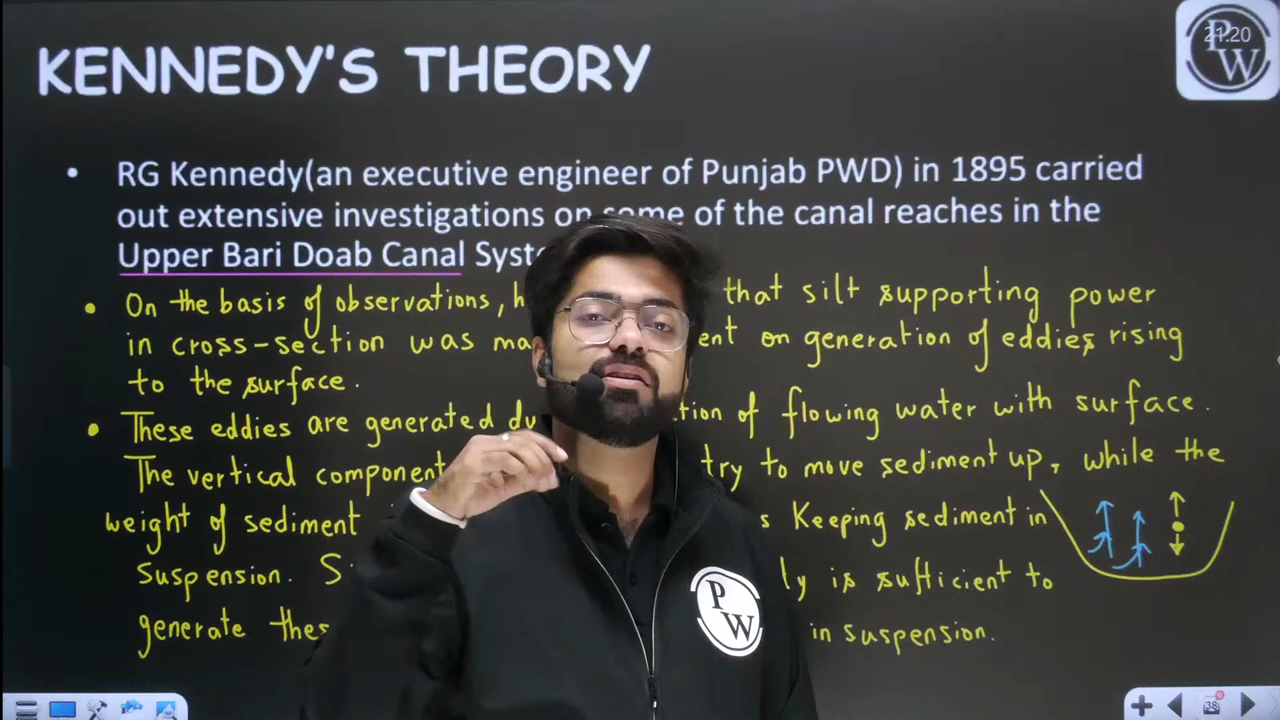 KENNEDY'S THEORY
21:20
PW
• RG Kennedy(an executive engineer of Punjab PWD) in 1895 carried
out extensive investigations on some of the canal reaches in the
Upper Bari Doab Canal Syst
• On the basis of observations, h that silt supporting power
in cross-section was ma ent on generation of eddies rising
to the surface.
• These eddies are generated du tion of flowing water with surface.
The vertical component try to move sediment up, while the
weight of sediment s Keeping sediment in
suspension. S ly is sufficient to
generate thes in suspension.
PW
38